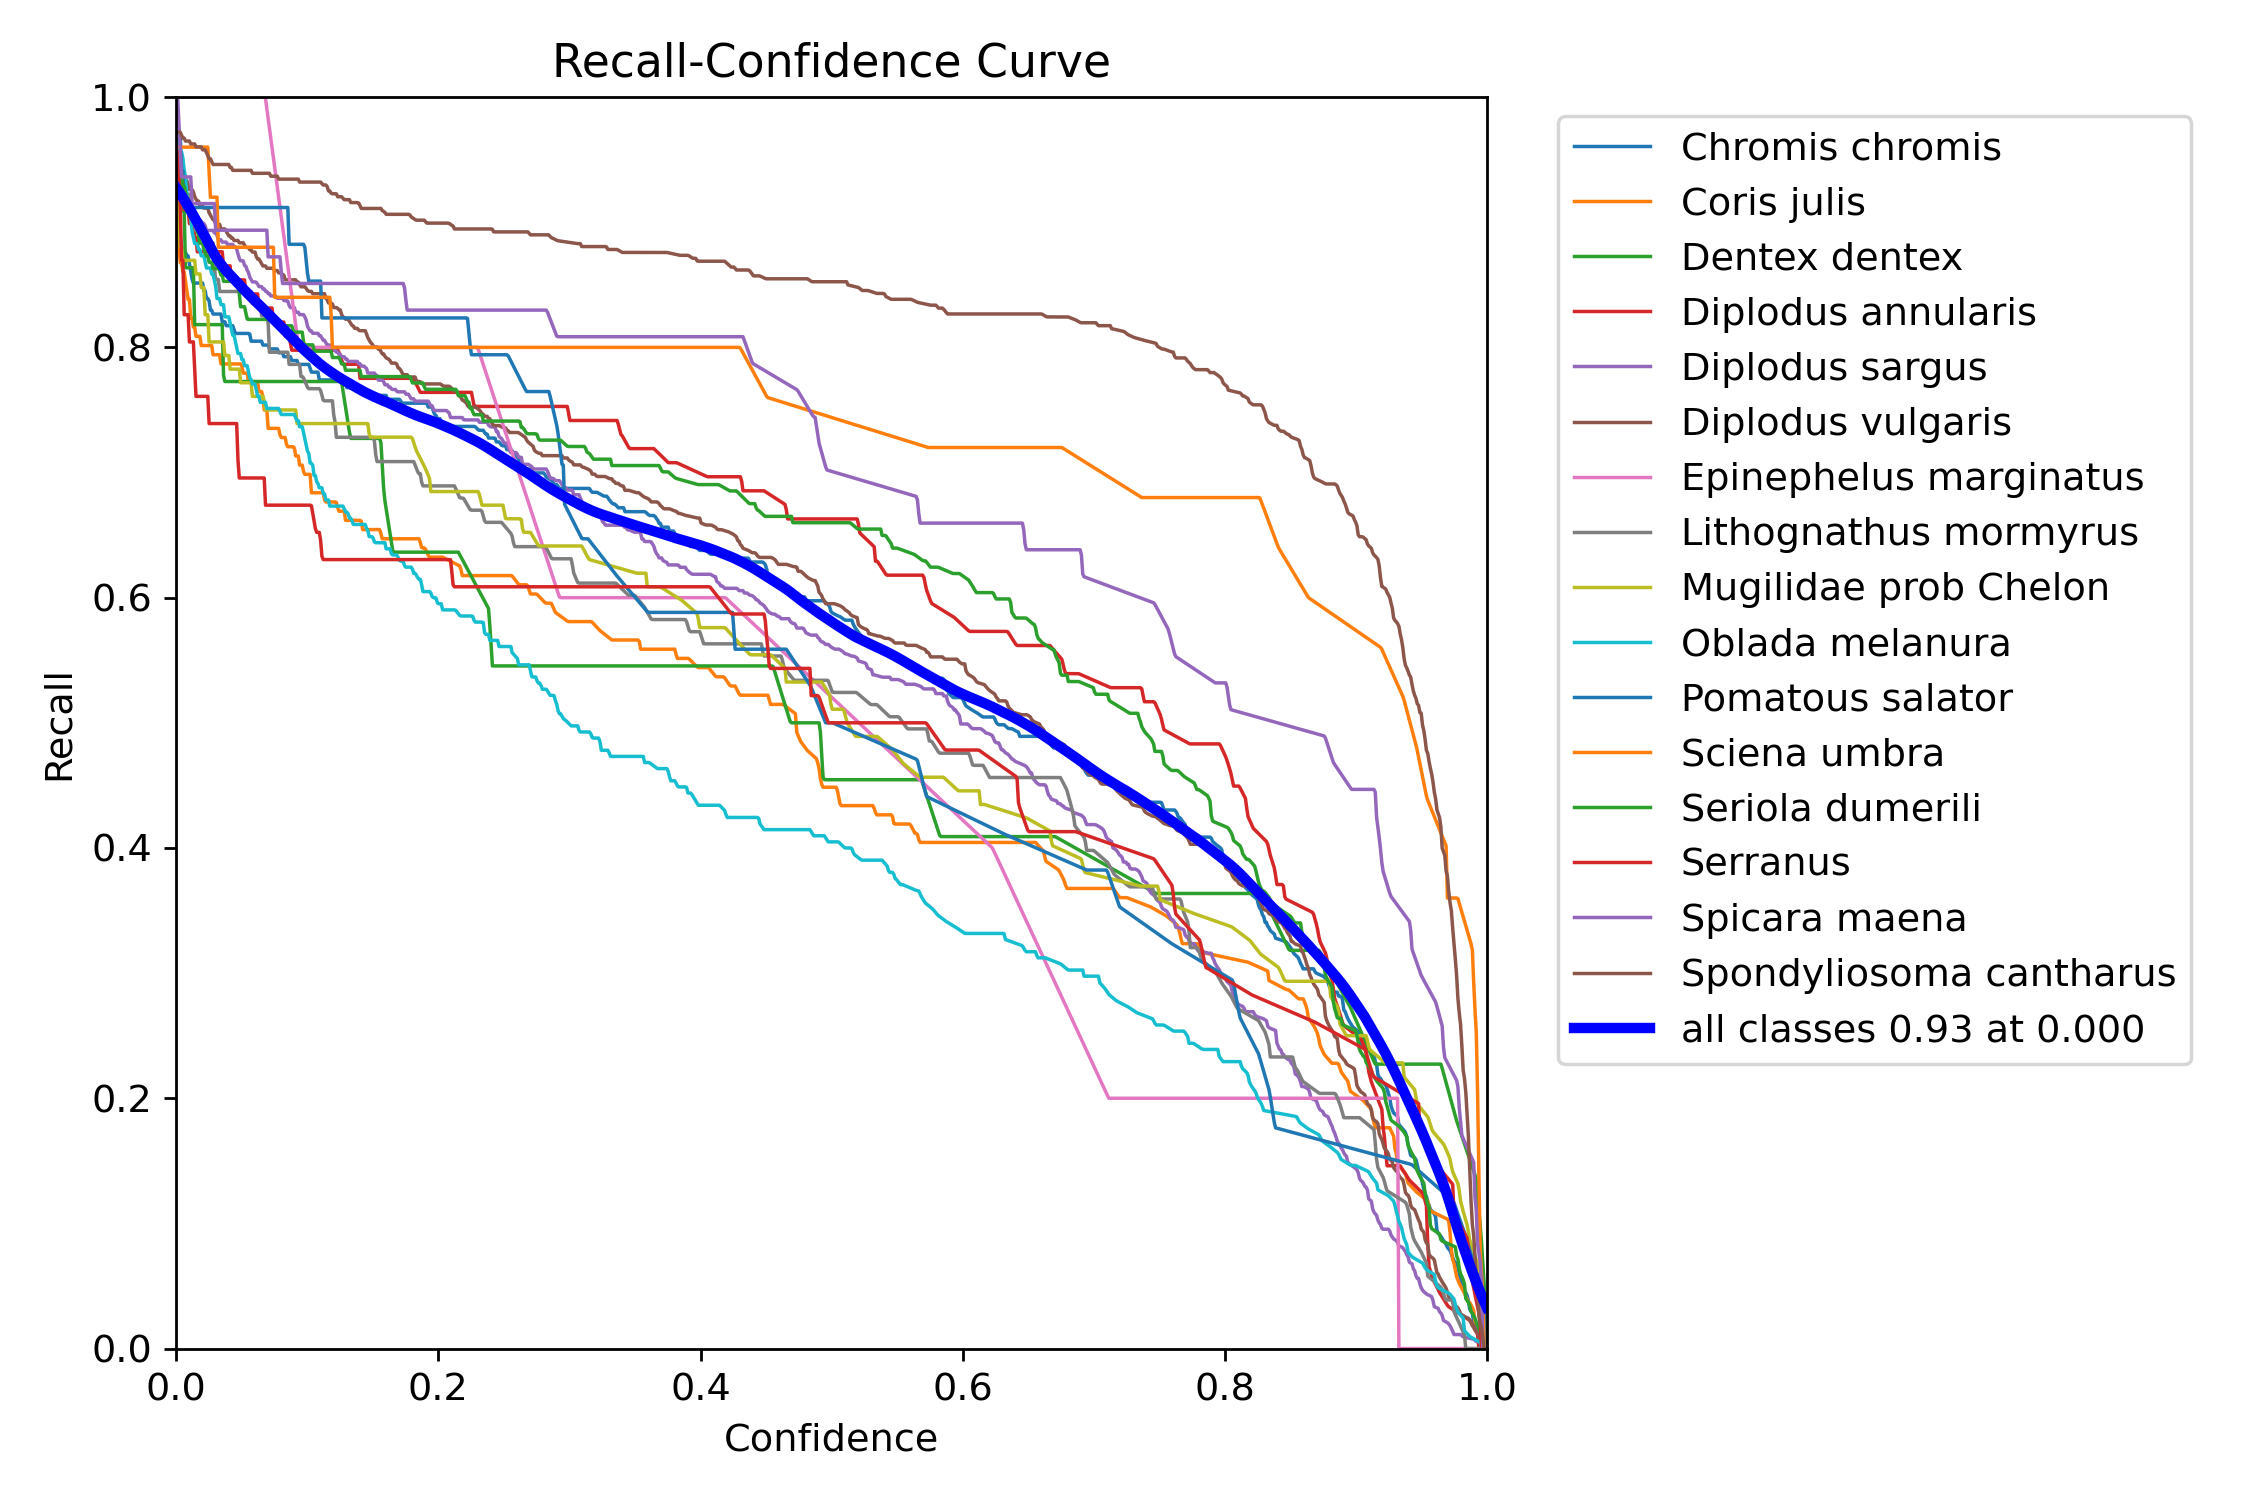 Recall-Confidence Curve
1.0
0.8
0.6
0.4
0.2
0.0
Recall
0.0 0.2 0.4 0.6 0.8 1.0
Confidence
Chromis chromis
Coris julis
Dentex dentex
Diplodus annularis
Diplodus sargus
Diplodus vulgaris
Epinephelus marginatus
Lithognathus mormyrus
Mugilidae prob Chelon
Oblada melanura
Pomatous salator
Sciena umbra
Seriola dumerili
Serranus
Spicara maena
Spondyliosoma cantharus
all classes 0.93 at 0.000